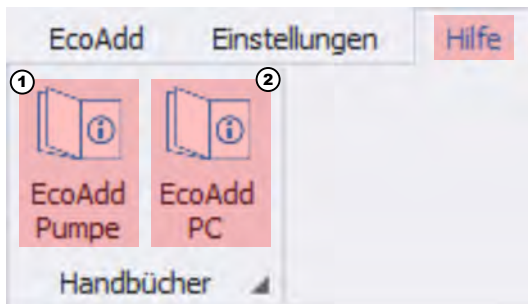 EcoAdd Einstellungen Hilfe
1 2
EcoAdd EcoAdd
Pumpe PC
Handbücher